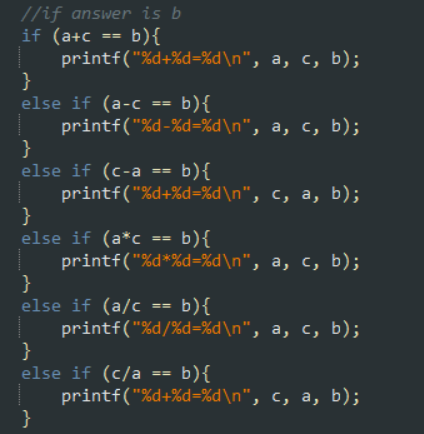 //if answer is b
if (a+c == b){
printf("%d+%d=%d\n", a, c, b);
}
else if (a-c == b){
printf("%d-%d=%d\n", a, c, b);
}
else if (c-a == b){
printf("%d+%d=%d\n", c, a, b);
}
else if (a*c == b){
printf("%d*%d=%d\n", a, c, b);
}
else if (a/c == b){
printf("%d/%d=%d\n", a, c, b);
}
else if (c/a == b){
printf("%d+%d=%d\n", c, a, b);
}